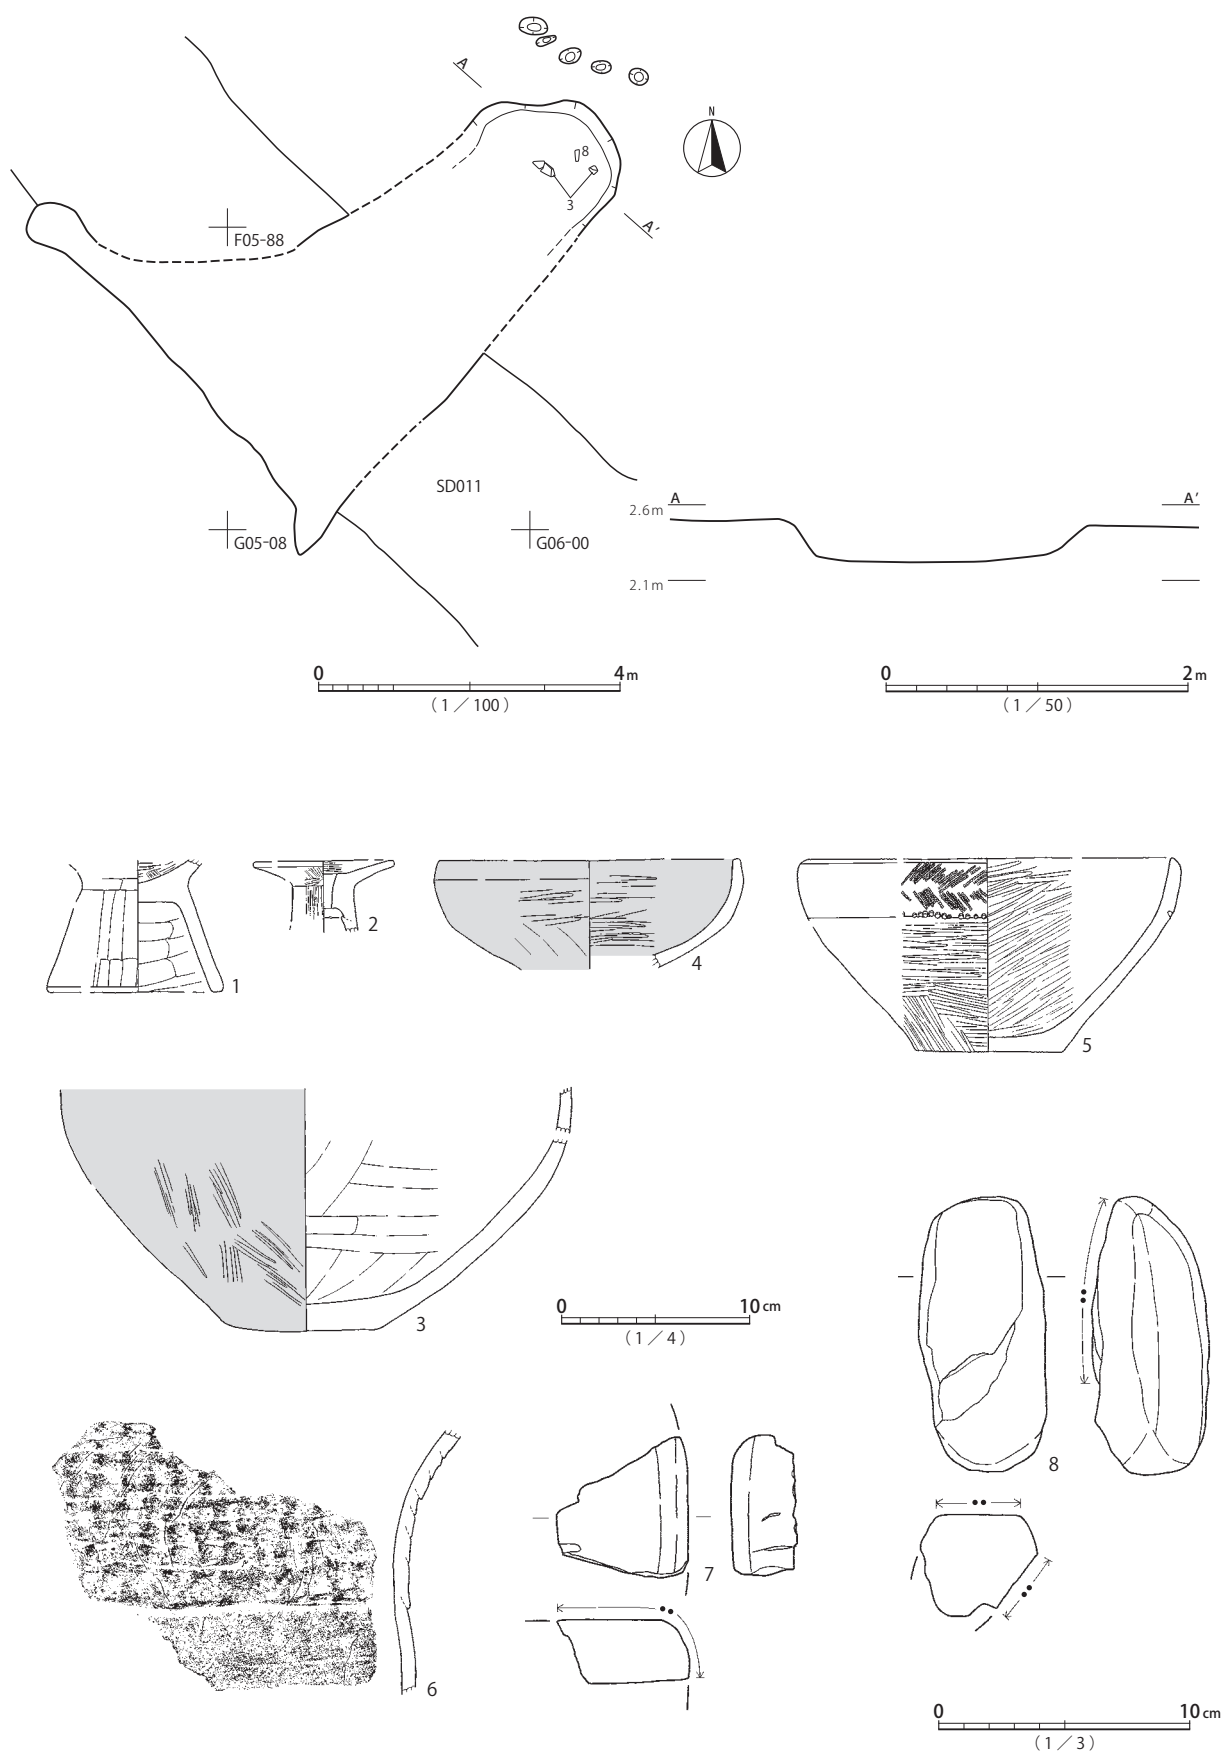 A
N
8
3
A′
F05-88
SD011
G05-08
G06-00
A
A′
2.6m
2.1m
0
4m
(1／100)
0
2m
(1／50)
1
2
4
5
3
0
10cm
(1／4)
8
6
7
0
10cm
(1／3)